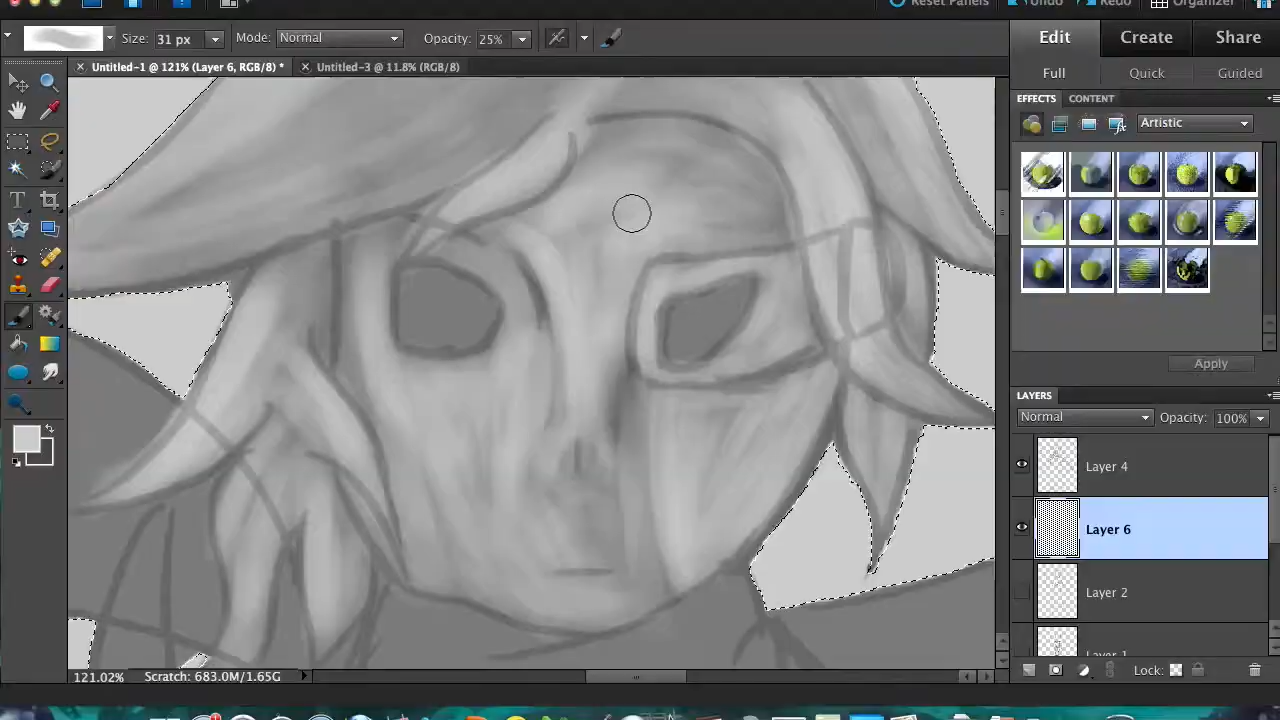 Reset Panels Undo Redo Organizer
Size: 31 px Mode: Normal Opacity: 25%
Edit Create Share
Untitled-1 @ 121% (Layer 6, RGB/8) * Untitled-3 @ 11.8% (RGB/8)
Full Quick Guided
EFFECTS CONTENT
Artistic
Apply
LAYERS
Normal Opacity: 100%
Layer 4
Layer 6
Layer 2
Layer 1
Lock:
121.02% Scratch: 683.0M/1.65G